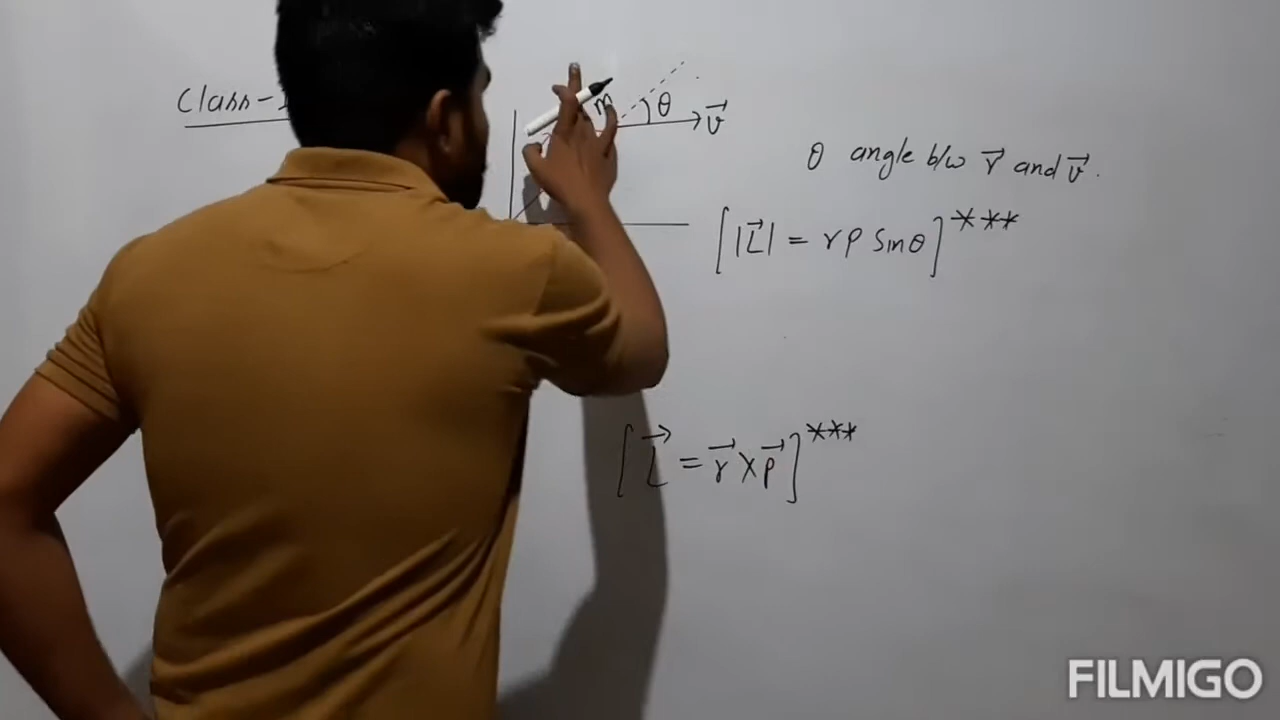 Class-
m
θ
v⃗
θ angle b/w r⃗ and v⃗.
[|L⃗| = rp Sinθ]***
[L⃗ = r⃗ × p⃗]***
FILMIGO